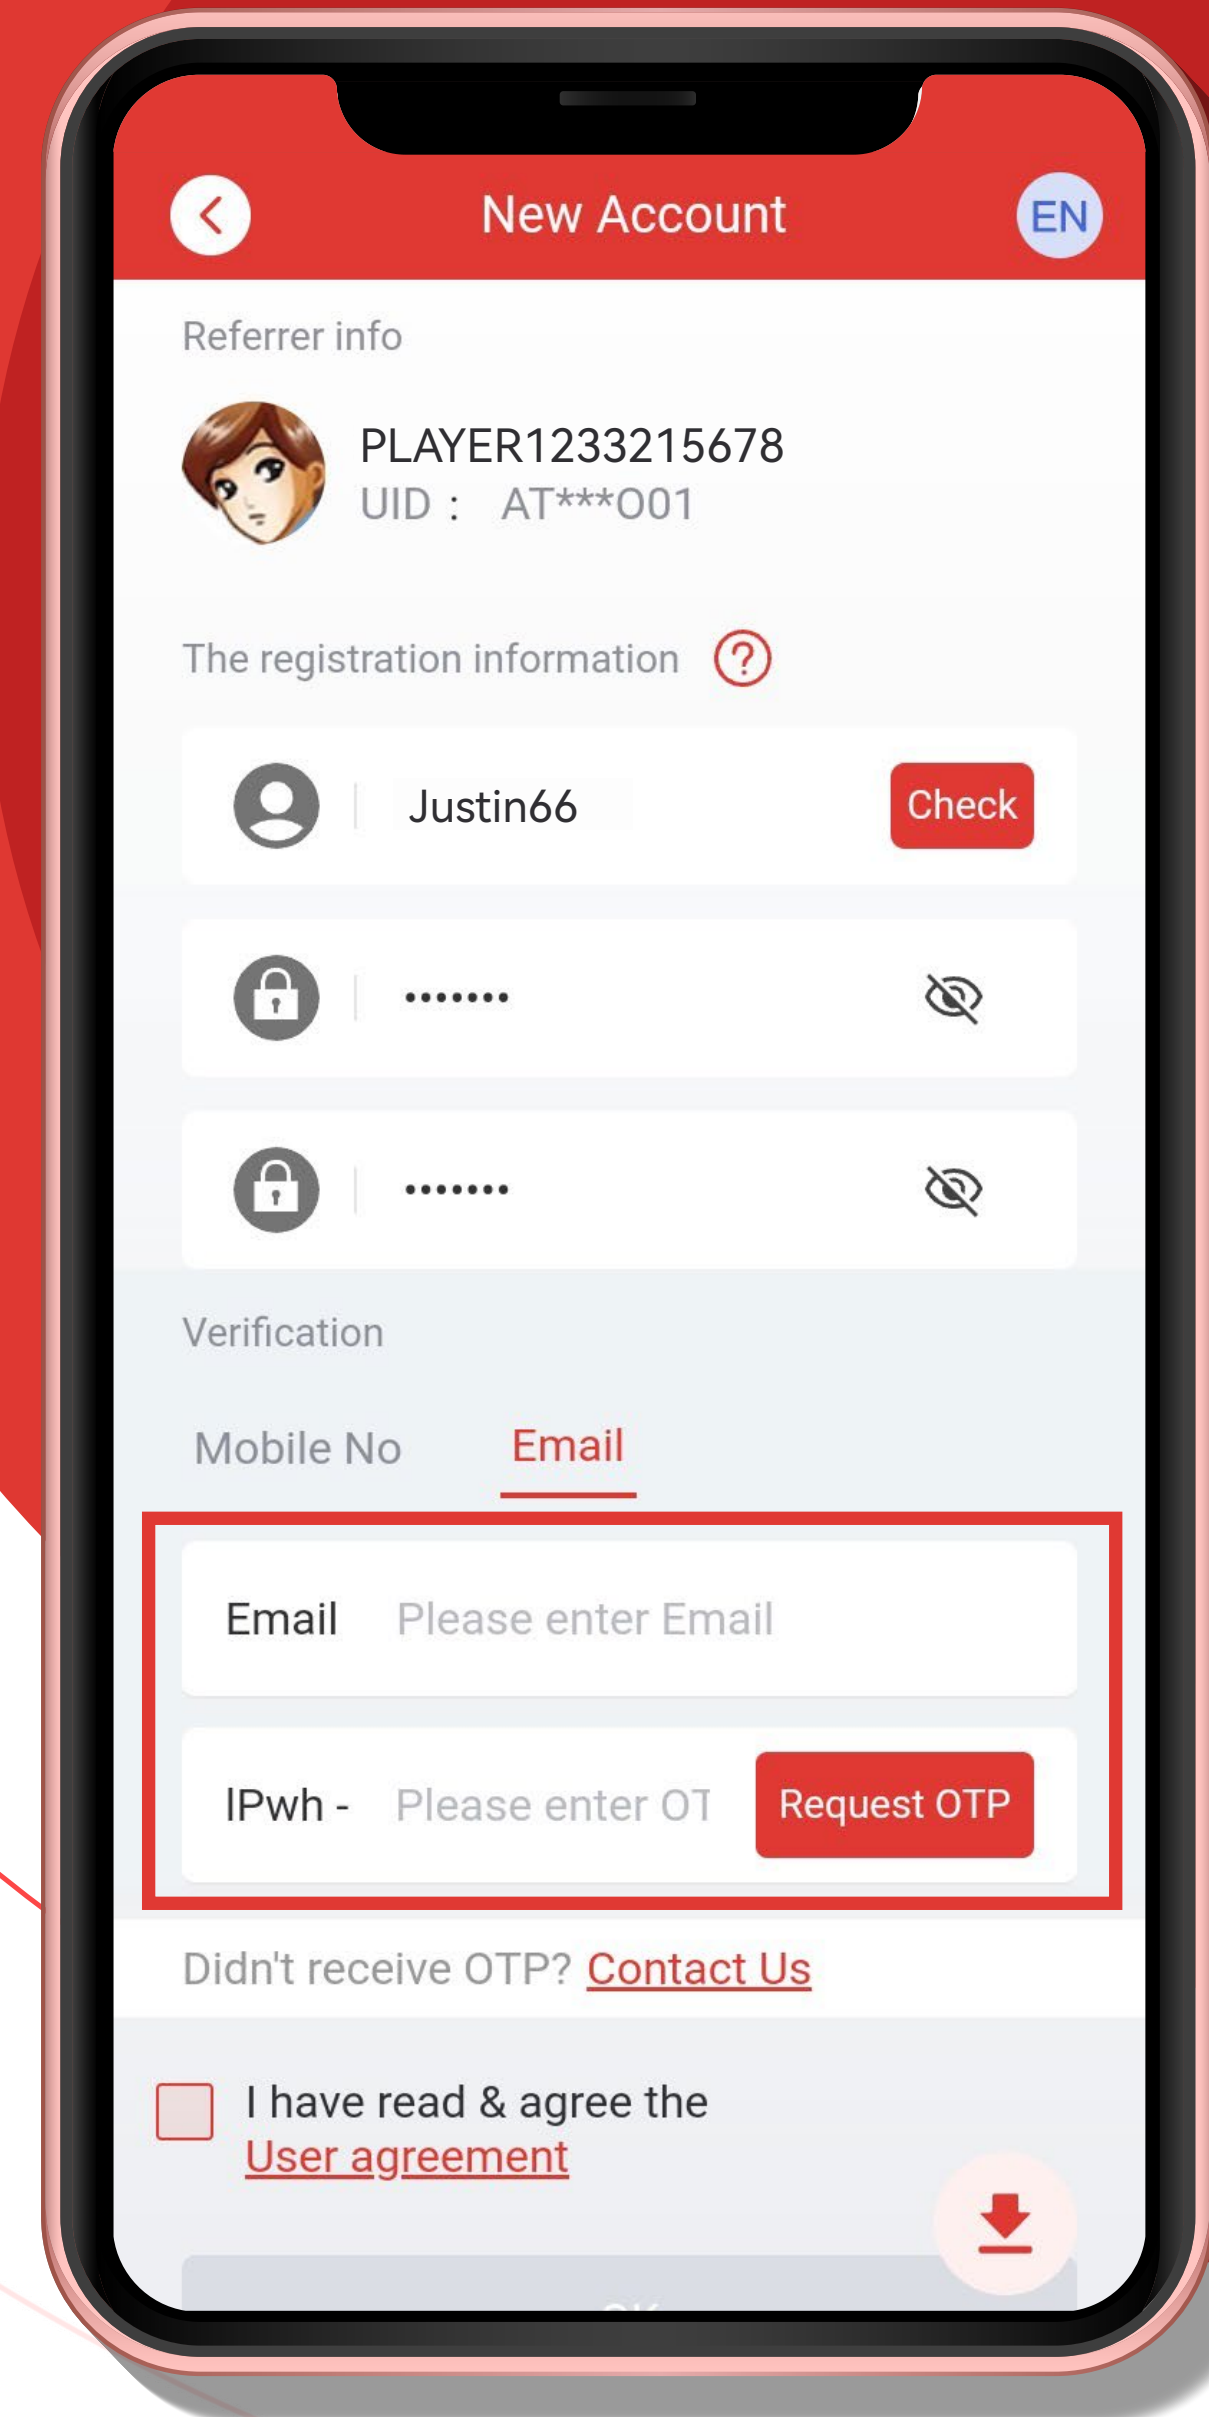 New Account
EN
Referrer info
PLAYER1233215678
UID : AT***O01
The registration information ?
Justin66
Check
•••••••
•••••••
Verification
Mobile No Email
Email Please enter Email
lPwh - Please enter OT Request OTP
Didn't receive OTP? Contact Us
I have read & agree the
User agreement